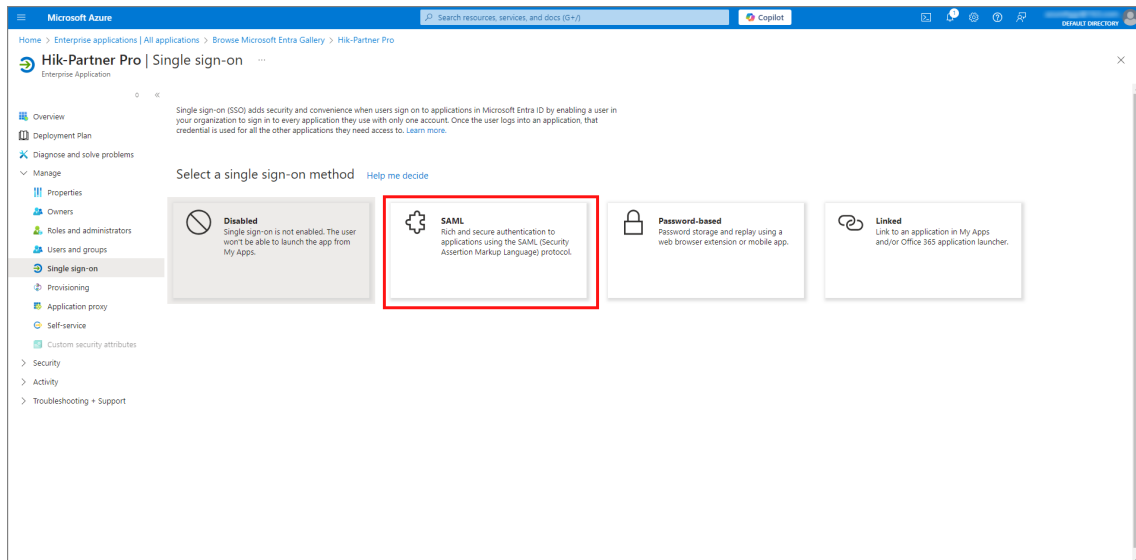 Microsoft Azure
Search resources, services, and docs (G+/)
Copilot
1
DEFAULT DIRECTORY
Home > Enterprise applications | All applications > Browse Microsoft Entra Gallery > Hik-Partner Pro
Hik-Partner Pro | Single sign-on ...
Enterprise Application
Overview
Deployment Plan
Diagnose and solve problems
Manage
Properties
Owners
Roles and administrators
Users and groups
Single sign-on
Provisioning
Application proxy
Self-service
Custom security attributes
Security
Activity
Troubleshooting + Support
Single sign-on (SSO) adds security and convenience when users sign on to applications in Microsoft Entra ID by enabling a user in
your organization to sign in to every application they use with only one account. Once the user logs into an application, that
credential is used for all the other applications they need access to. Learn more.
Select a single sign-on method Help me decide
Disabled
Single sign-on is not enabled. The user
won't be able to launch the app from
My Apps.
SAML
Rich and secure authentication to
applications using the SAML (Security
Assertion Markup Language) protocol.
Password-based
Password storage and replay using a
web browser extension or mobile app.
Linked
Link to an application in My Apps
and/or Office 365 application launcher.